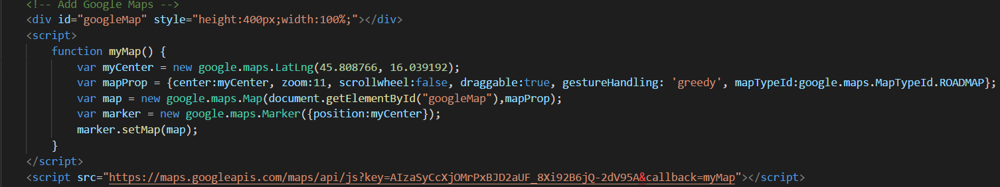 <!-- Add Google Maps -->
<div id="googleMap" style="height:400px;width:100%;"></div>
<script>
function myMap() {
var myCenter = new google.maps.LatLng(45.808766, 16.039192);
var mapProp = {center:myCenter, zoom:11, scrollwheel:false, draggable:true, gestureHandling: 'greedy', mapTypeId:google.maps.MapTypeId.ROADMAP};
var map = new google.maps.Map(document.getElementById("googleMap"),mapProp);
var marker = new google.maps.Marker({position:myCenter});
marker.setMap(map);
}
</script>
<script src="https://maps.googleapis.com/maps/api/js?key=AIzaSyCcXjOMrPxBJD2aUF_8Xi92B6jQ-2dV95A&callback=myMap"></script>